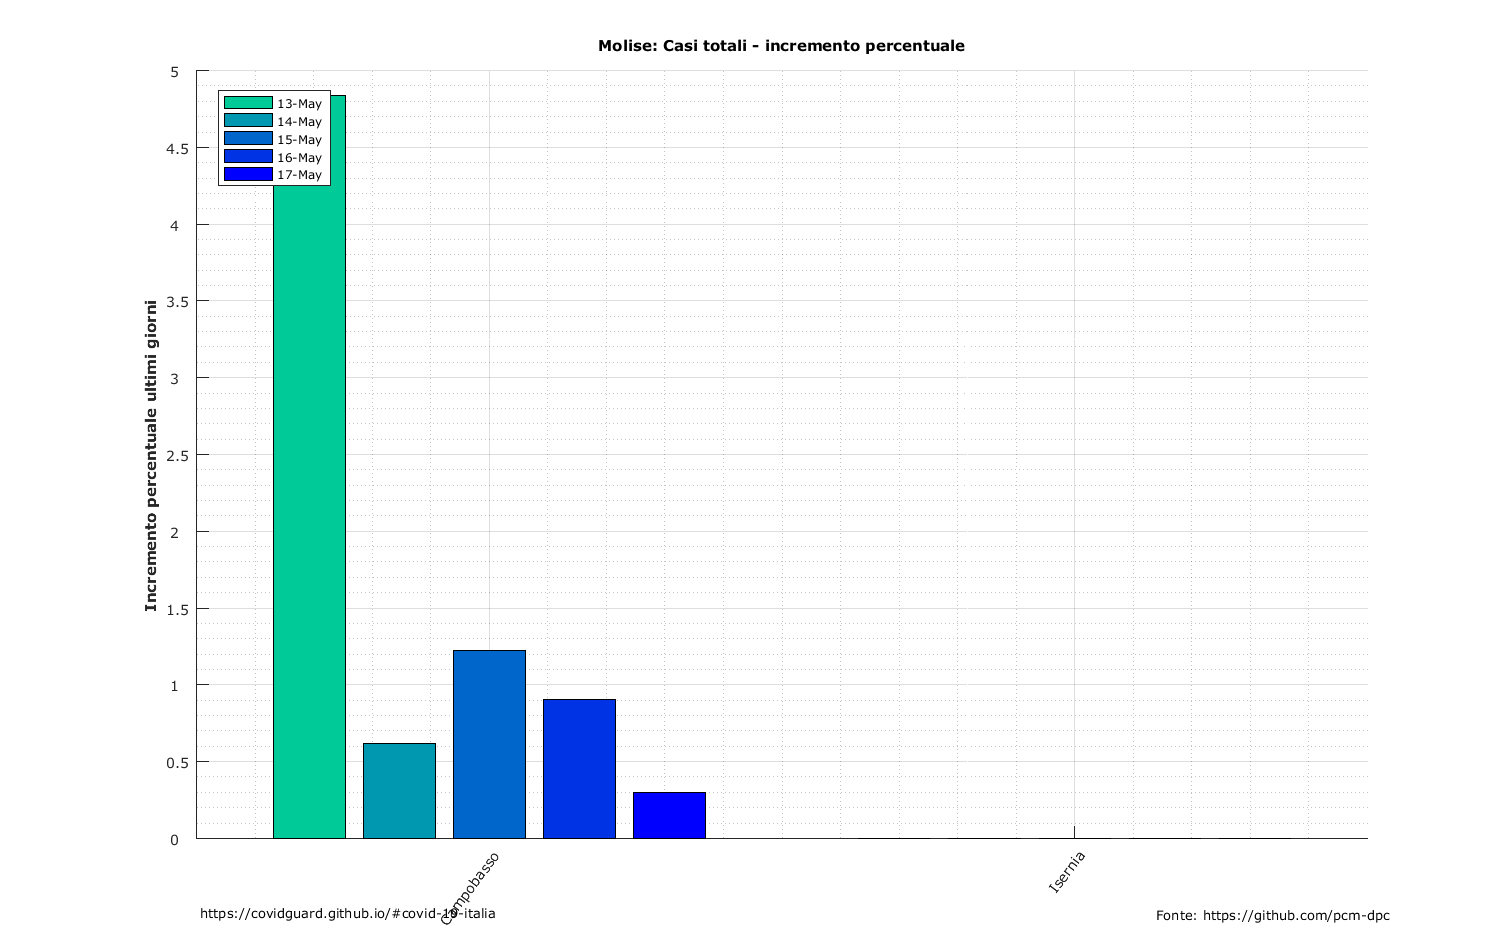 Molise: Casi totali - incremento percentuale
5
4.5
4
3.5
3
2.5
2
1.5
1
0.5
0
Incremento percentuale ultimi giorni
13-May
14-May
15-May
16-May
17-May
Campobasso
Isernia
https://covidguard.github.io/#covid-19-italia
Fonte: https://github.com/pcm-dpc